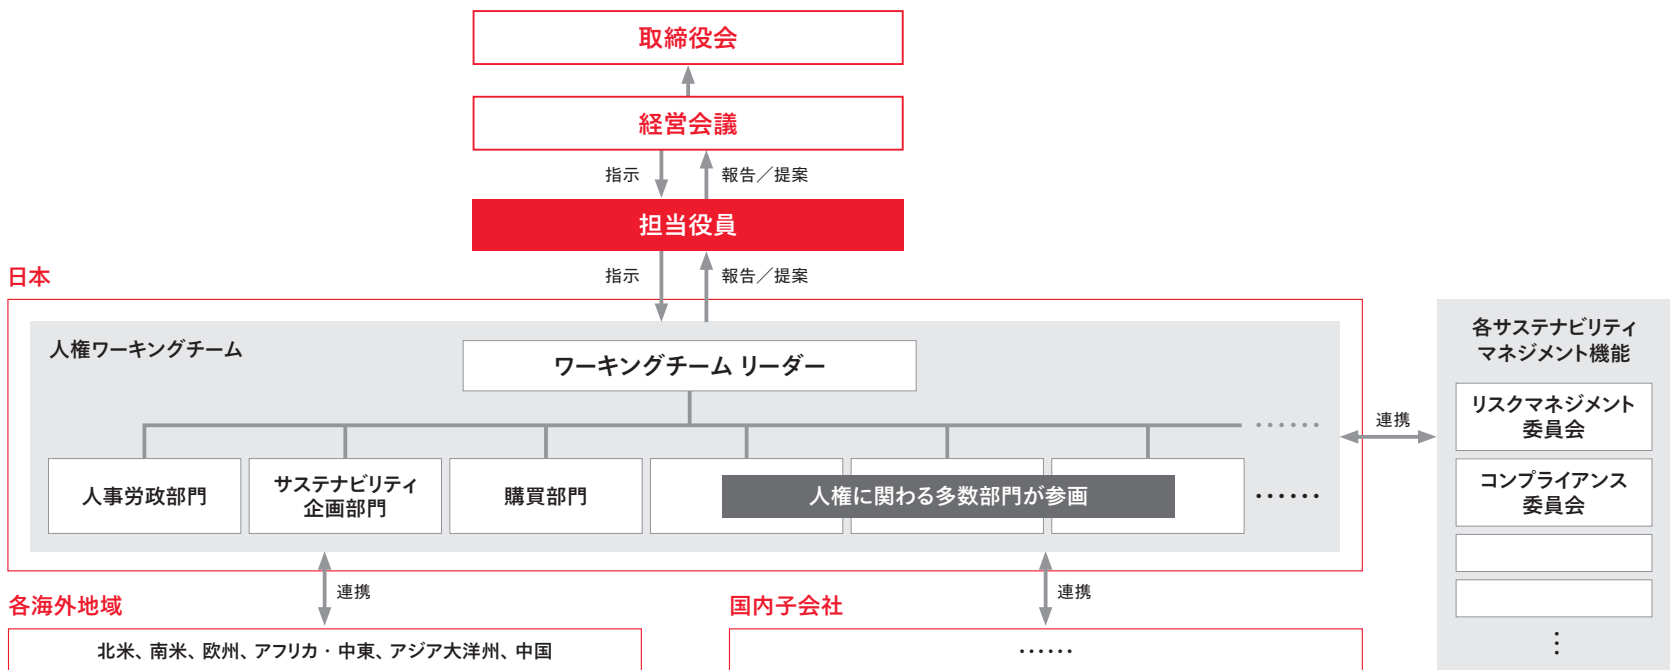 取締役会
経営会議
指示
報告／提案
担当役員
指示
報告／提案
日本
人権ワーキングチーム
ワーキングチーム リーダー
······
人事労政部門
サステナビリティ
企画部門
購買部門
人権に関わる多数部門が参画
······
連携
各サステナビリティ
マネジメント機能
リスクマネジメント
委員会
コンプライアンス
委員会
⋮
連携
連携
各海外地域
北米、南米、欧州、アフリカ・中東、アジア大洋州、中国
国内子会社
······